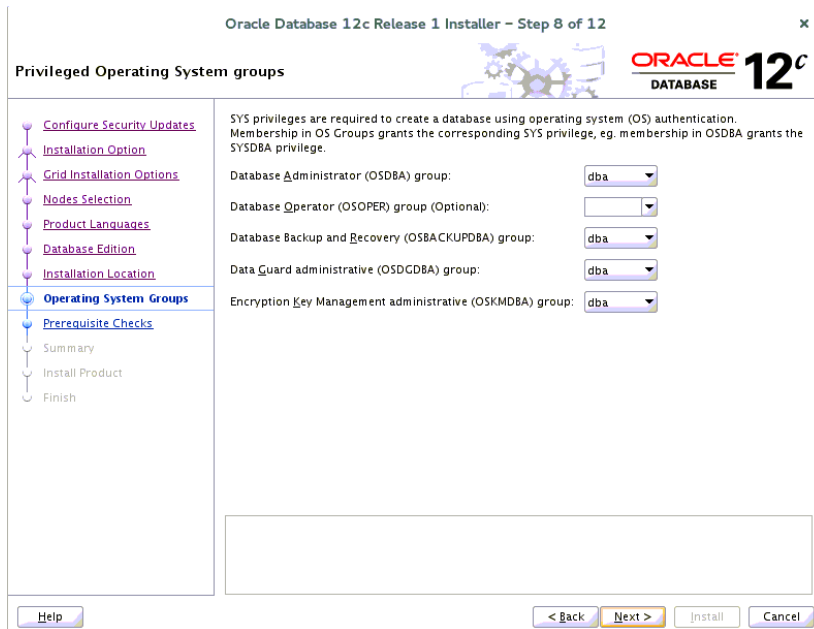 Oracle Database 12c Release 1 Installer – Step 8 of 12
Privileged Operating System groups
ORACLE
DATABASE
12c
Configure Security Updates
Installation Option
Grid Installation Options
Nodes Selection
Product Languages
Database Edition
Installation Location
Operating System Groups
Prerequisite Checks
Summary
Install Product
Finish
SYS privileges are required to create a database using operating system (OS) authentication.
Membership in OS Groups grants the corresponding SYS privilege, eg. membership in OSDBA grants the
SYSDBA privilege.
Database Administrator (OSDBA) group: dba
Database Operator (OSOPER) group (Optional):
Database Backup and Recovery (OSBACKUPDBA) group: dba
Data Guard administrative (OSDGDBA) group: dba
Encryption Key Management administrative (OSKMDBA) group: dba
Help
< Back
Next >
Install
Cancel